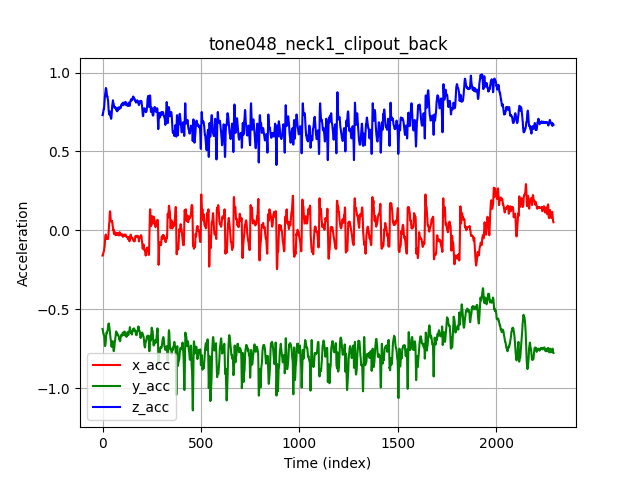 tone048_neck1_clipout_back
1.0
0.5
0.0
−0.5
−1.0
Acceleration
x_acc
y_acc
z_acc
0 500 1000 1500 2000
Time (index)